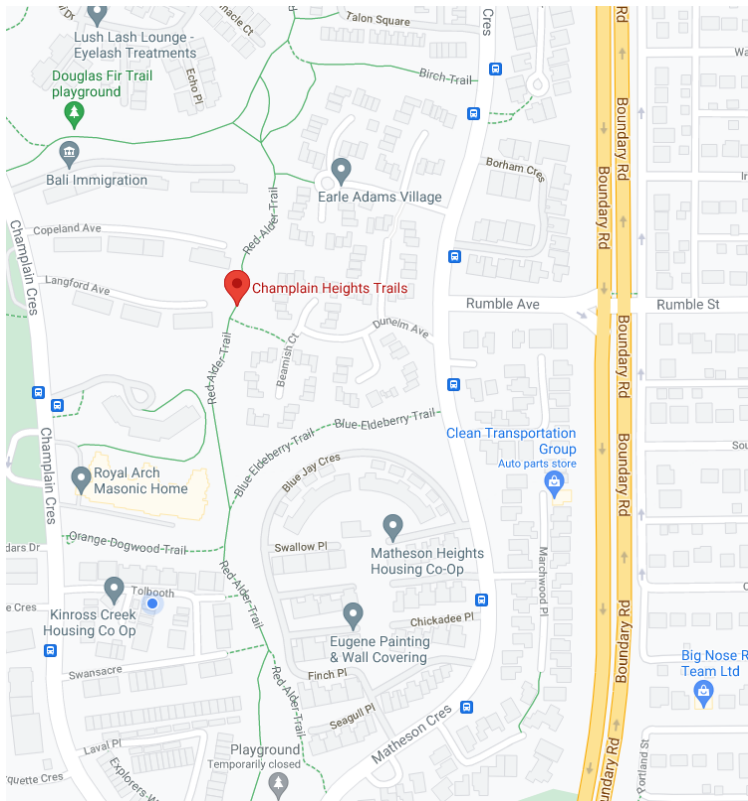 Talon Square
Cres
Rd
Lush Lash Lounge -
Eyelash Treatments
Douglas Fir Trail
playground
Echo Pl
Birch-Trail
Boundary Rd
Bali Immigration
Borham Cres
Earle Adams Village
Red-Alder-Trail
Boundary Rd
Boundary Rd
Copeland Ave
Champlain Cres
Langford Ave
Champlain Heights Trails
Rumble Ave
Rumble St
Duneim Ave
Beamish Ct
Red-Alder-Trail
Boundary Rd
Blue-Eldeberry-Trail
Champlain Cres
Clean Transportation
Group
Auto parts store
Blue-Eldeberry-Trail
Blue Jay Cres
Boundary Rd
Royal Arch
Masonic Home
Orange-Dogwood-Trail
Swallow Pl
Matheson Heights
Housing Co-Op
Marchwood Pl
Red-Alder-Trail
Tolbooth
Kinross Creek
Housing Co Op
Chickadee Pl
Eugene Painting
& Wall Covering
Boundary Rd
Swansacre
Finch Pl
Red-Alder-Trail
Big Nose R
Team Ltd
Seagull Pl
Matheson Cres
Laval Pl
Playground
Temporarily closed
Portland St